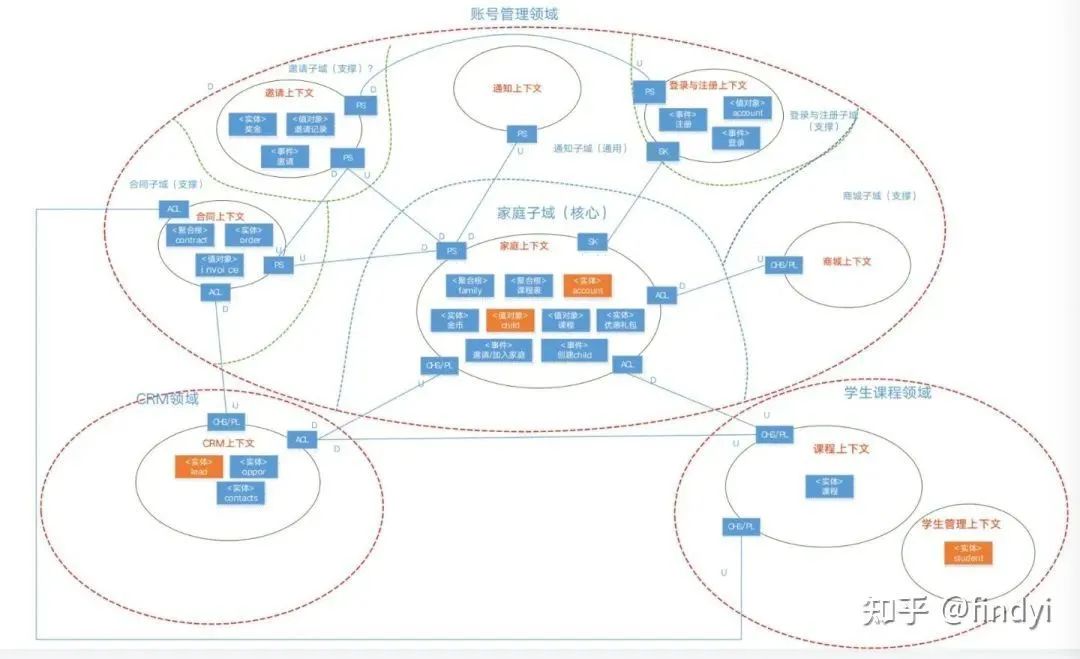 账号管理领域
邀请子域（支撑）?
U
D
D
邀请上下文
PS
<实体>
奖金
<值对象>
邀请记录
<事件>
邀请
PS
D
U
通知上下文
PS
U
通知子域（通用）
PS
登录与注册上下文
<值对象>
account
<事件>
注册
<事件>
登录
SK
登录与注册子域
（支撑）
合同子域（支撑）
ACL
合同上下文
<聚合根>
contract
<实体>
order
<值对象>
invoice
U
PS
U
ACL
D
商城子域（支撑）
U
OHS/PL
商城上下文
家庭子域（核心）
D
D
D
PS
家庭上下文
SK
<聚合根>
family
<聚合根>
课程表
<实体>
account
ACL
D
<实体>
金币
<值对象>
child
<值对象>
课程
<实体>
优惠礼包
<事件>
邀请/加入家庭
<事件>
创建child
OHS/PL
U
ACL
D
CRM领域
U
OHS/PL
D
ACL
D
CRM上下文
<实体>
lead
<实体>
oppor
<实体>
contacts
学生课程领域
U
OHS/PL
U
课程上下文
<实体>
课程
OHS/PL
U
学生管理上下文
<实体>
student
知乎 @findyi